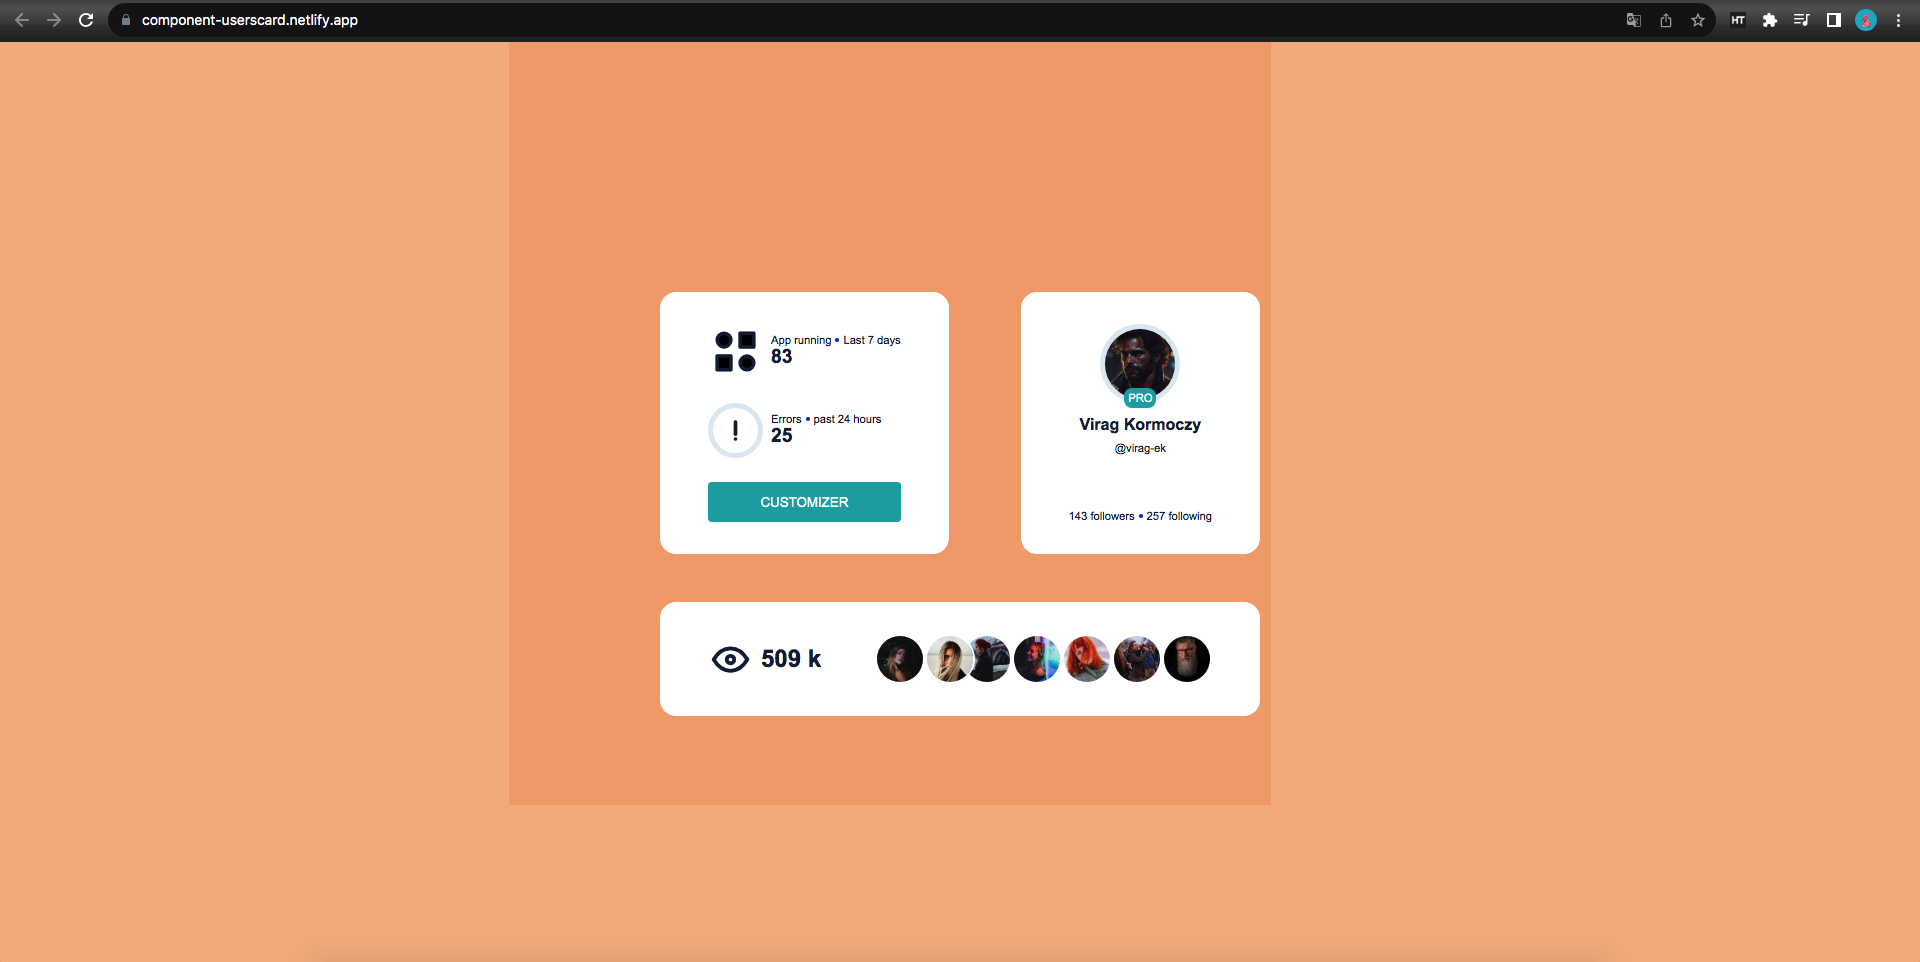 component-userscard.netlify.app
HT
App running • Last 7 days
83
Errors • past 24 hours
25
CUSTOMIZER
PRO
Virag Kormoczy
@virag-ek
143 followers • 257 following
509 k